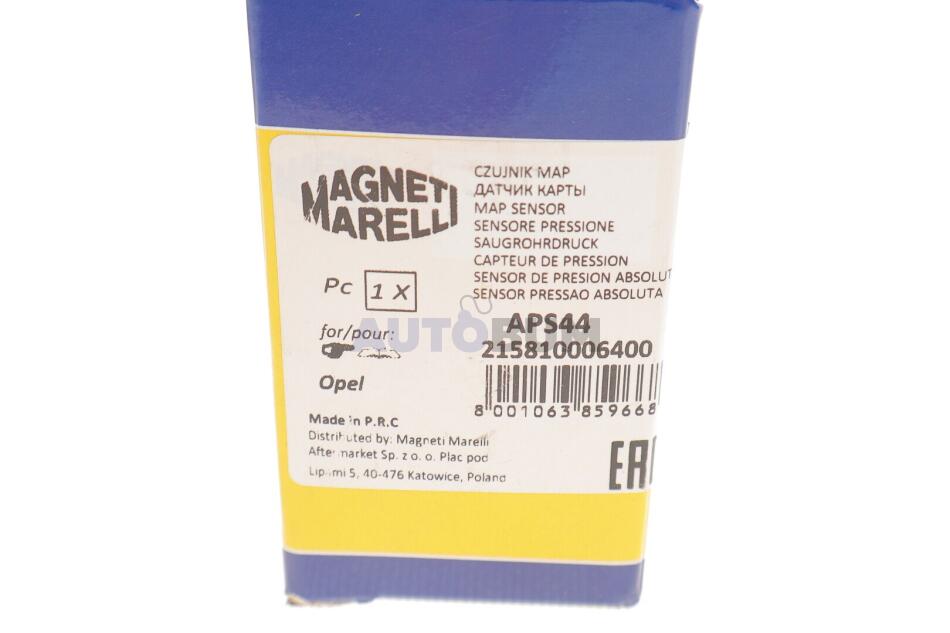 MAGNETI
MARELLI
CZUJNIK MAP
ДАТЧИК КАРТЫ
MAP SENSOR
SENSORE PRESSIONE
SAUGROHRDRUCK
CAPTEUR DE PRESSION
SENSOR DE PRESION ABSOLUT
SENSOR PRESSAO ABSOLUTA
Pc 1 X
APS44
215810006400
for/pour:
Opel
8 001063 859668
Made in P.R.C
Distributed by: Magneti Marelli
Aftermarket Sp. z o. o. Plac pod
Lipami 5, 40-476 Katowice, Poland
EAC
AUTOBUM